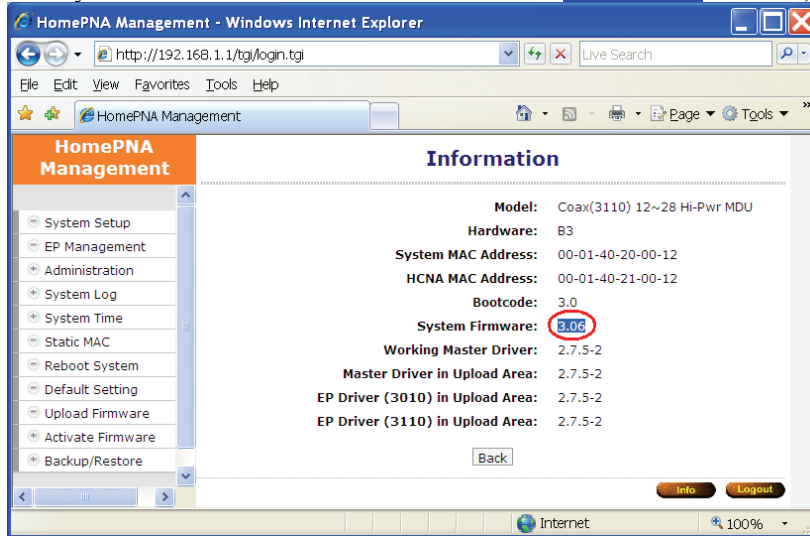 HomePNA Management - Windows Internet Explorer
http://192.168.1.1/tgi/login.tgi
Live Search
File Edit View Favorites Tools Help
HomePNA Management
Page Tools »
HomePNA
Management
System Setup
EP Management
Administration
System Log
System Time
Static MAC
Reboot System
Default Setting
Upload Firmware
Activate Firmware
Backup/Restore
Information
Model: Coax(3110) 12~28 Hi-Pwr MDU
Hardware: B3
System MAC Address: 00-01-40-20-00-12
HCNA MAC Address: 00-01-40-21-00-12
Bootcode: 3.0
System Firmware: 3.06
Working Master Driver: 2.7.5-2
Master Driver in Upload Area: 2.7.5-2
EP Driver (3010) in Upload Area: 2.7.5-2
EP Driver (3110) in Upload Area: 2.7.5-2
Back
Info Logout
Internet 100%